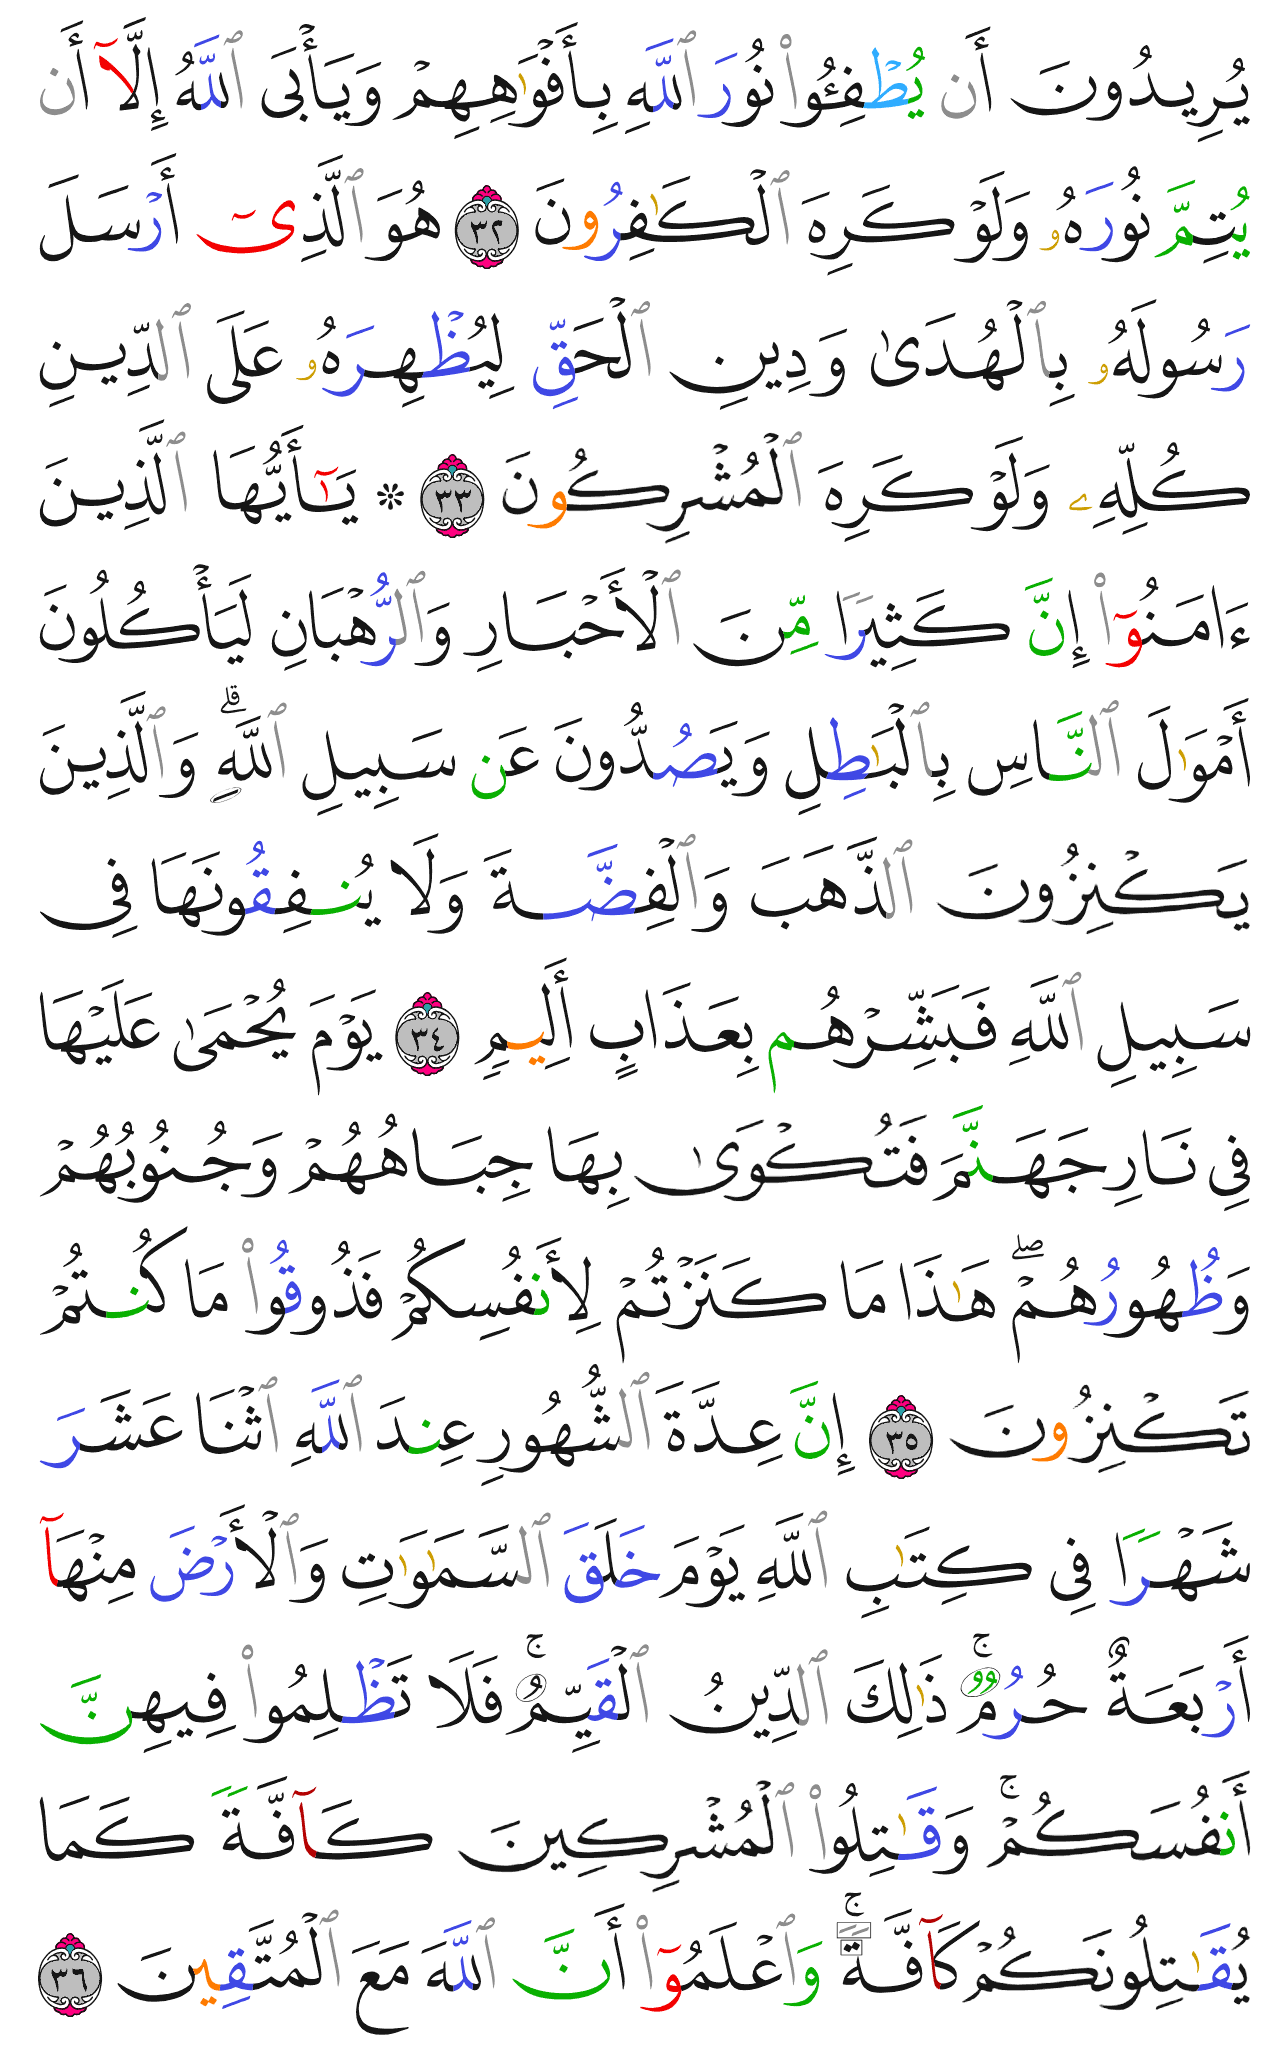 يُرِيدُونَ أَن يُطْفِـُٔوا۟ نُورَ ٱللَّهِ بِأَفْوَٰهِهِمْ وَيَأْبَى ٱللَّهُ إِلَّآ أَن
يُتِمَّ نُورَهُۥ وَلَوْ كَرِهَ ٱلْكَـٰفِرُونَ ٣٢ هُوَ ٱلَّذِىٓ أَرْسَلَ
رَسُولَهُۥ بِٱلْهُدَىٰ وَدِينِ ٱلْحَقِّ لِيُظْهِرَهُۥ عَلَى ٱلدِّينِ
كُلِّهِۦ وَلَوْ كَرِهَ ٱلْمُشْرِكُونَ ٣٣ ۞ يَـٰٓأَيُّهَا ٱلَّذِينَ
ءَامَنُوٓا۟ إِنَّ كَثِيرًا مِّنَ ٱلْأَحْبَارِ وَٱلرُّهْبَانِ لَيَأْكُلُونَ
أَمْوَٰلَ ٱلنَّاسِ بِٱلْبَـٰطِلِ وَيَصُدُّونَ عَن سَبِيلِ ٱللَّهِ ۗ وَٱلَّذِينَ
يَكْنِزُونَ ٱلذَّهَبَ وَٱلْفِضَّةَ وَلَا يُنفِقُونَهَا فِى
سَبِيلِ ٱللَّهِ فَبَشِّرْهُم بِعَذَابٍ أَلِيمٍ ٣٤ يَوْمَ يُحْمَىٰ عَلَيْهَا
فِى نَارِ جَهَنَّمَ فَتُكْوَىٰ بِهَا جِبَاهُهُمْ وَجُنُوبُهُمْ
وَظُهُورُهُمْ ۖ هَـٰذَا مَا كَنَزْتُمْ لِأَنفُسِكُمْ فَذُوقُوا۟ مَا كُنتُمْ
تَكْنِزُونَ ٣٥ إِنَّ عِدَّةَ ٱلشُّهُورِ عِندَ ٱللَّهِ ٱثْنَا عَشَرَ
شَهْرًا فِى كِتَـٰبِ ٱللَّهِ يَوْمَ خَلَقَ ٱلسَّمَـٰوَٰتِ وَٱلْأَرْضَ مِنْهَآ
أَرْبَعَةٌ حُرُمٌ ۚ ذَٰلِكَ ٱلدِّينُ ٱلْقَيِّمُ ۚ فَلَا تَظْلِمُوا۟ فِيهِنَّ
أَنفُسَكُمْ ۚ وَقَـٰتِلُوا۟ ٱلْمُشْرِكِينَ كَآفَّةً كَمَا
يُقَـٰتِلُونَكُمْ كَآفَّةً ۚ وَٱعْلَمُوٓا۟ أَنَّ ٱللَّهَ مَعَ ٱلْمُتَّقِينَ ٣٦